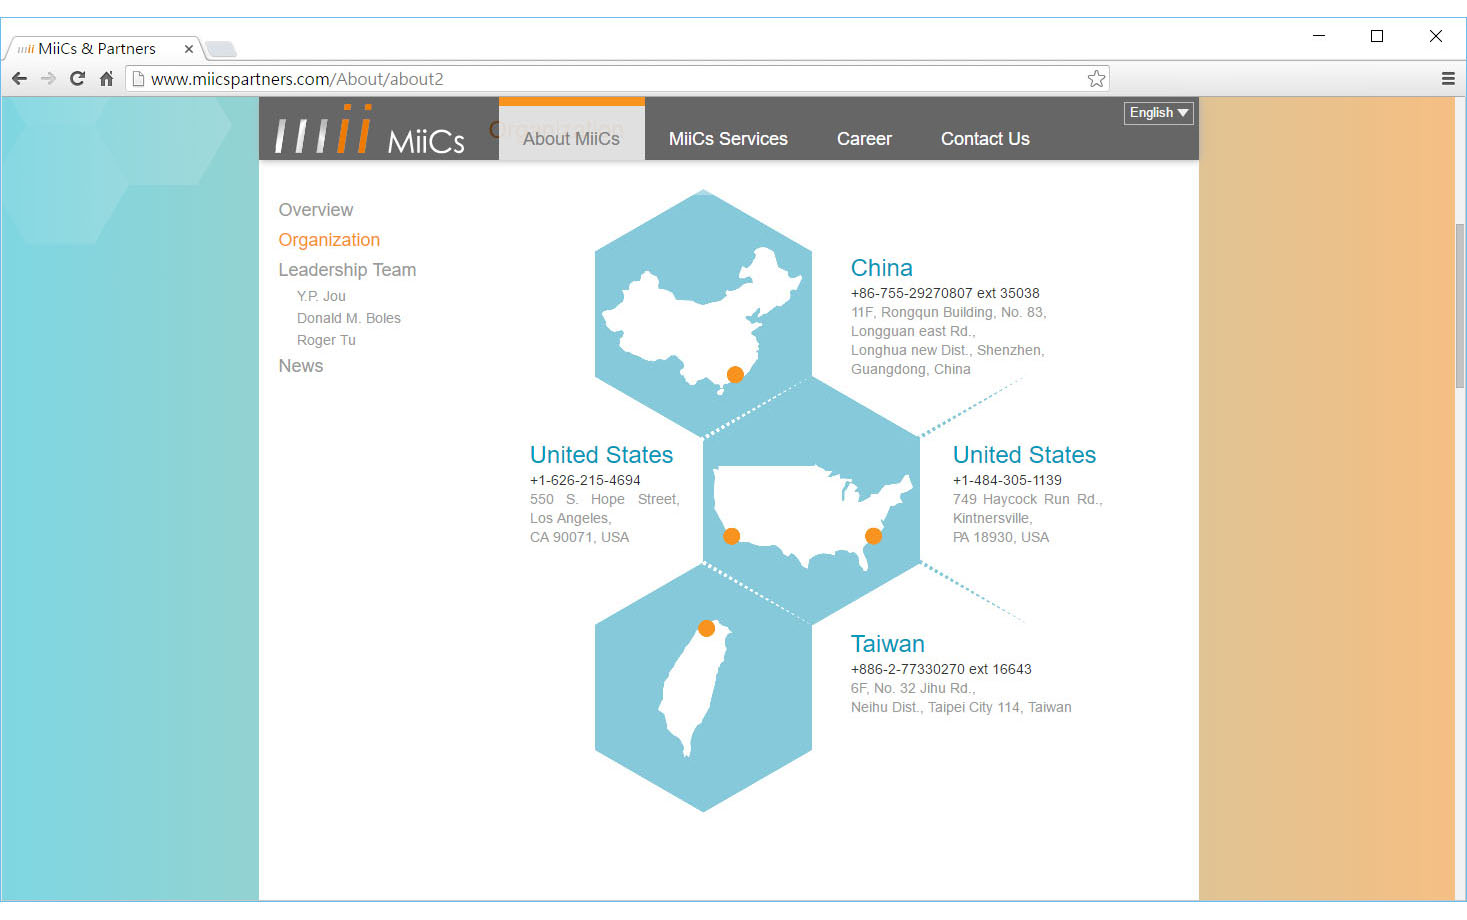 MiiCs & Partners
www.miicspartners.com/About/about2
English
MiiCs
Organization
About MiiCs
MiiCs Services
Career
Contact Us
Overview
Organization
Leadership Team
Y.P. Jou
Donald M. Boles
Roger Tu
News
China
+86-755-29270807 ext 35038
11F, Rongqun Building, No. 83,
Longguan east Rd.,
Longhua new Dist., Shenzhen,
Guangdong, China
United States
+1-626-215-4694
550 S. Hope Street,
Los Angeles,
CA 90071, USA
United States
+1-484-305-1139
749 Haycock Run Rd.,
Kintnersville,
PA 18930, USA
Taiwan
+886-2-77330270 ext 16643
6F, No. 32 Jihu Rd.,
Neihu Dist., Taipei City 114, Taiwan